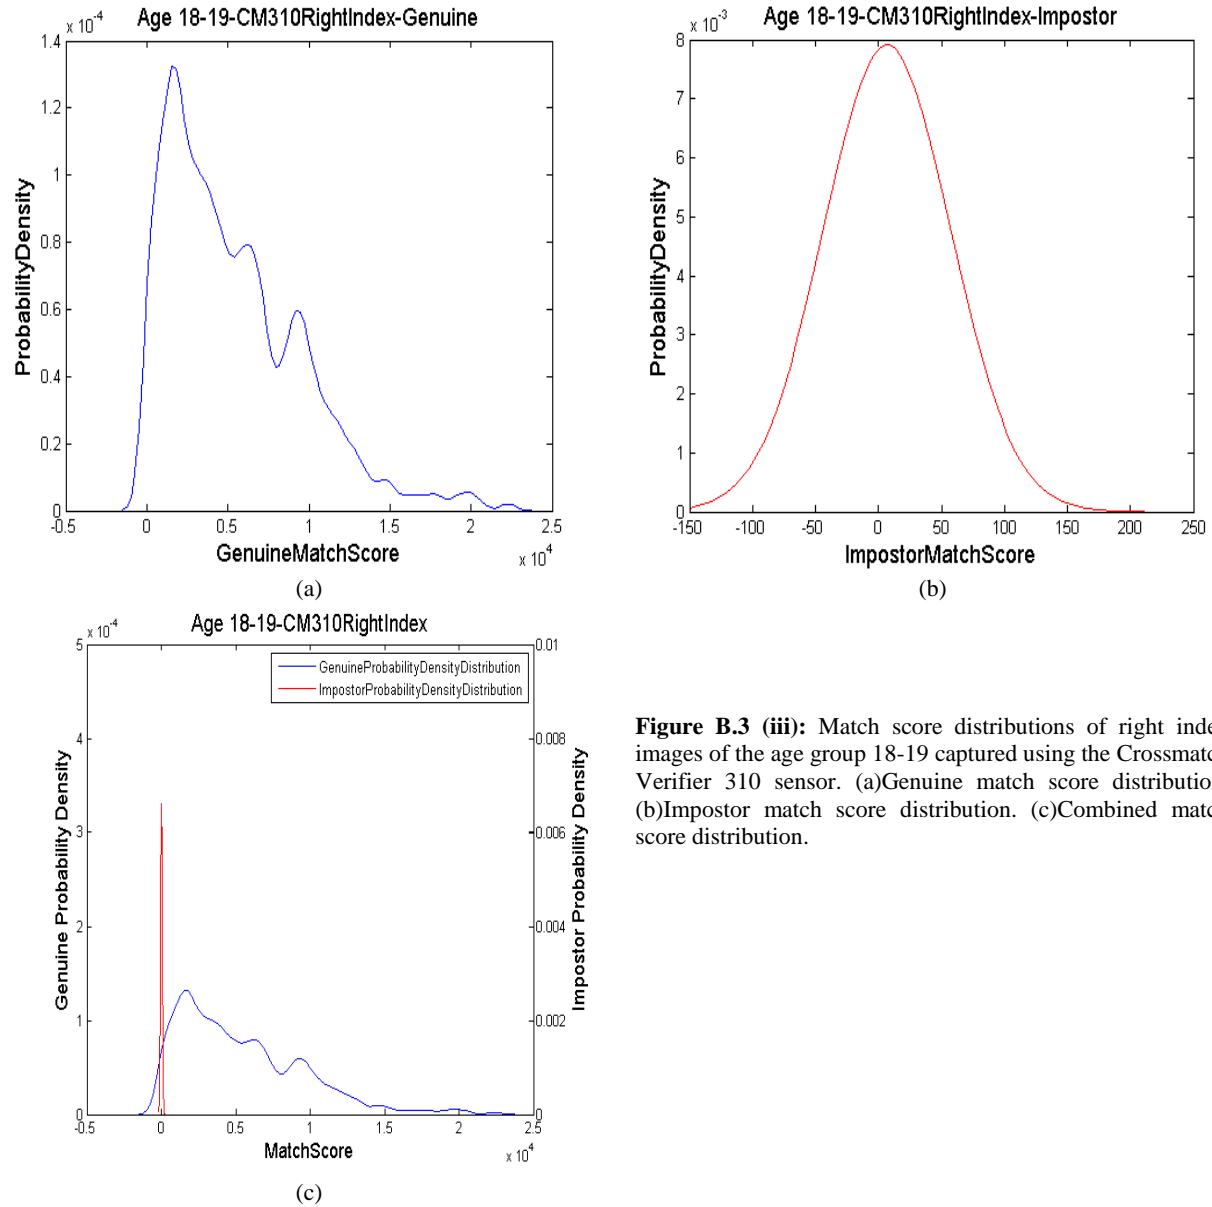 Age 18-19-CM310RightIndex-Genuine
x 10⁻⁴
1.4
1.2
1
0.8
0.6
0.4
0.2
0
ProbabilityDensity
-0.5 0 0.5 1 1.5 2 2.5
GenuineMatchScore
x 10⁴
(a)
Age 18-19-CM310RightIndex-Impostor
x 10⁻³
8
7
6
5
4
3
2
1
0
ProbabilityDensity
-150 -100 -50 0 50 100 150 200 250
ImpostorMatchScore
(b)
Age 18-19-CM310RightIndex
x 10⁻⁴
GenuineProbabilityDensityDistribution
ImpostorProbabilityDensityDistribution
5
4
3
2
1
0
Genuine Probability Density
0.01
0.008
0.006
0.004
0.002
0
Impostor Probability Density
-0.5 0 0.5 1 1.5 2 2.5
MatchScore
x 10⁴
(c)
Figure B.3 (iii): Match score distributions of right inde
images of the age group 18-19 captured using the Crossmatc
Verifier 310 sensor. (a)Genuine match score distributio
(b)Impostor match score distribution. (c)Combined matc
score distribution.